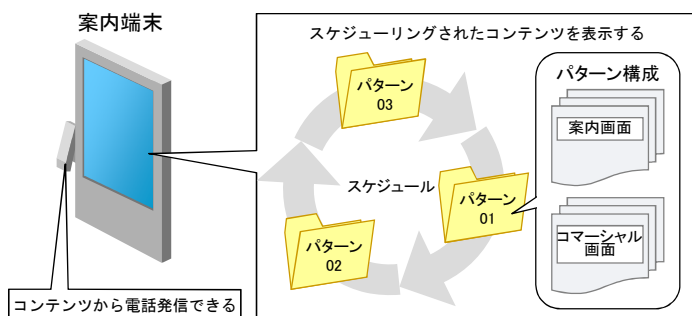 案内端末
スケジューリングされたコンテンツを表示する
パターン
03
パターン構成
案内画面
スケジュール
パターン
01
パターン
02
コマーシャル
画面
コンテンツから電話発信できる